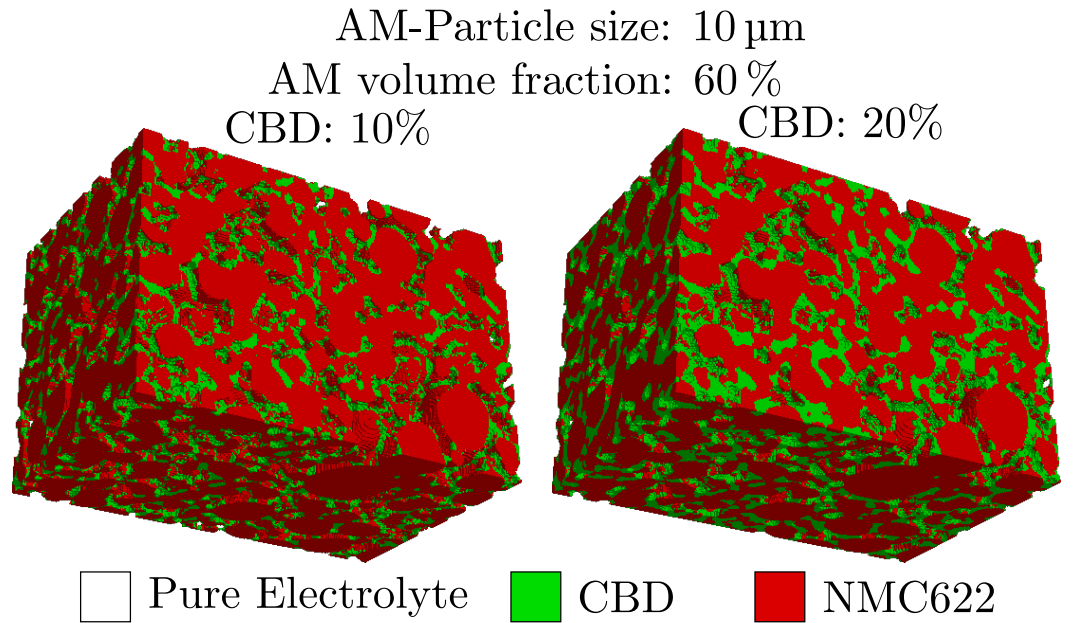 AM-Particle size: 10 µm
AM volume fraction: 60 %
CBD: 10%
CBD: 20%
Pure Electrolyte
CBD
NMC622